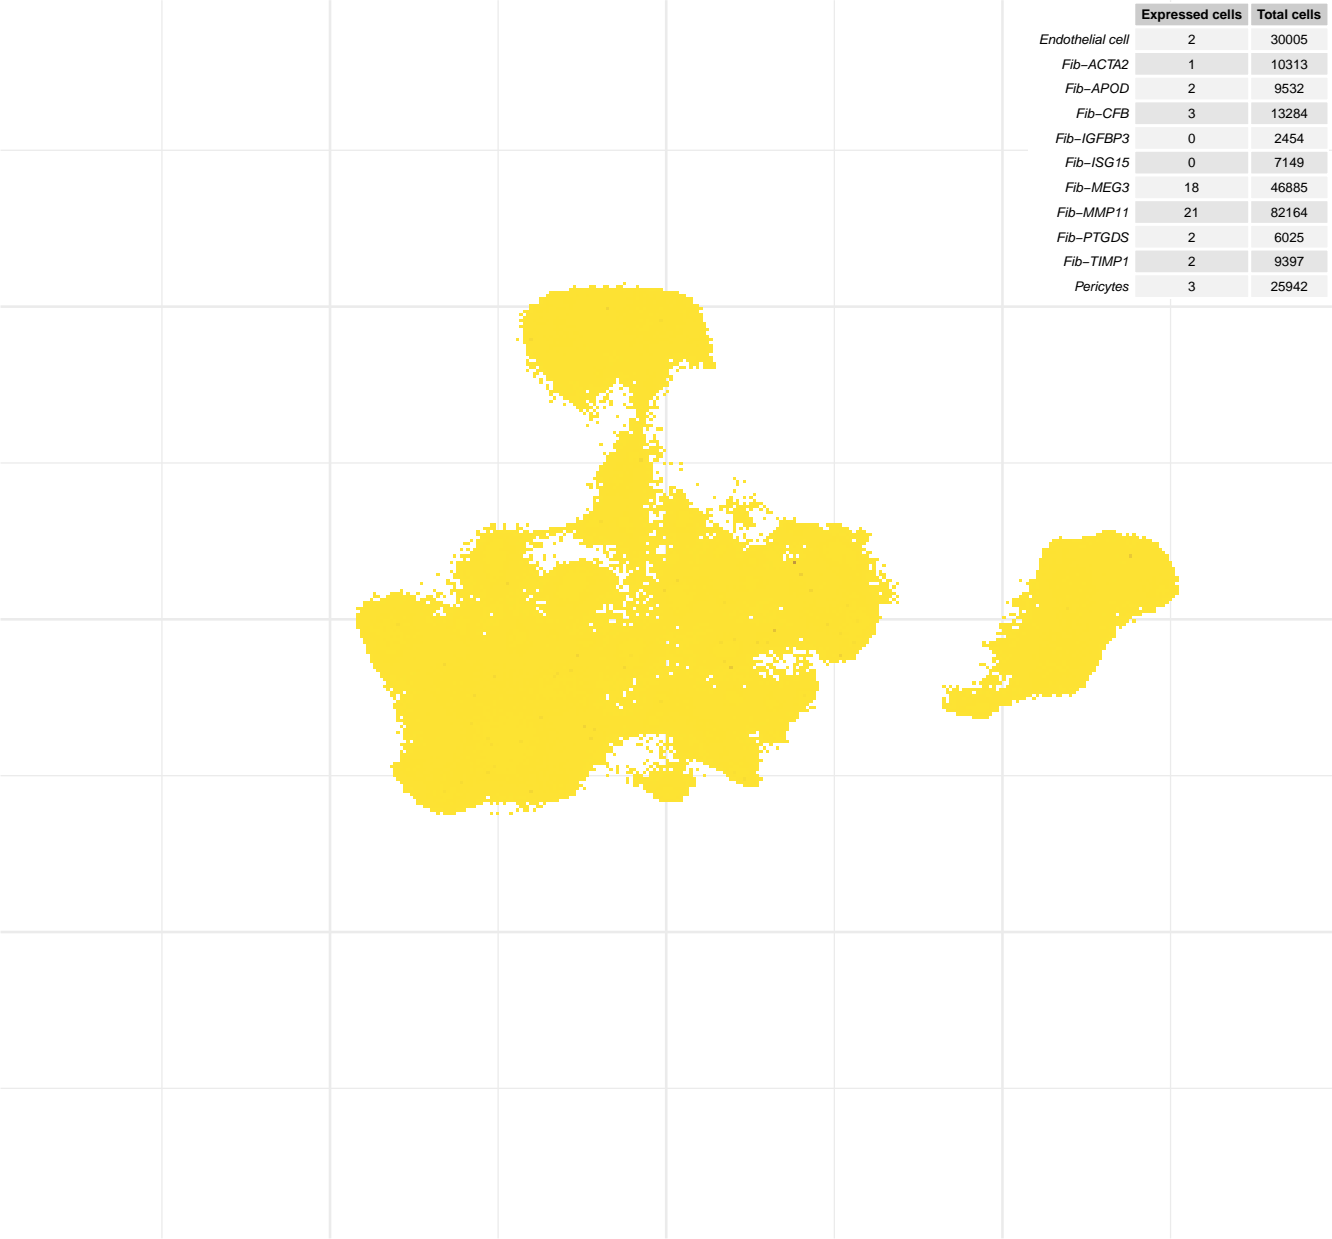 Expressed cells Total cells
Endothelial cell 2 30005
Fib−ACTA2 1 10313
Fib−APOD 2 9532
Fib−CFB 3 13284
Fib−IGFBP3 0 2454
Fib−ISG15 0 7149
Fib−MEG3 18 46885
Fib−MMP11 21 82164
Fib−PTGDS 2 6025
Fib−TIMP1 2 9397
Pericytes 3 25942